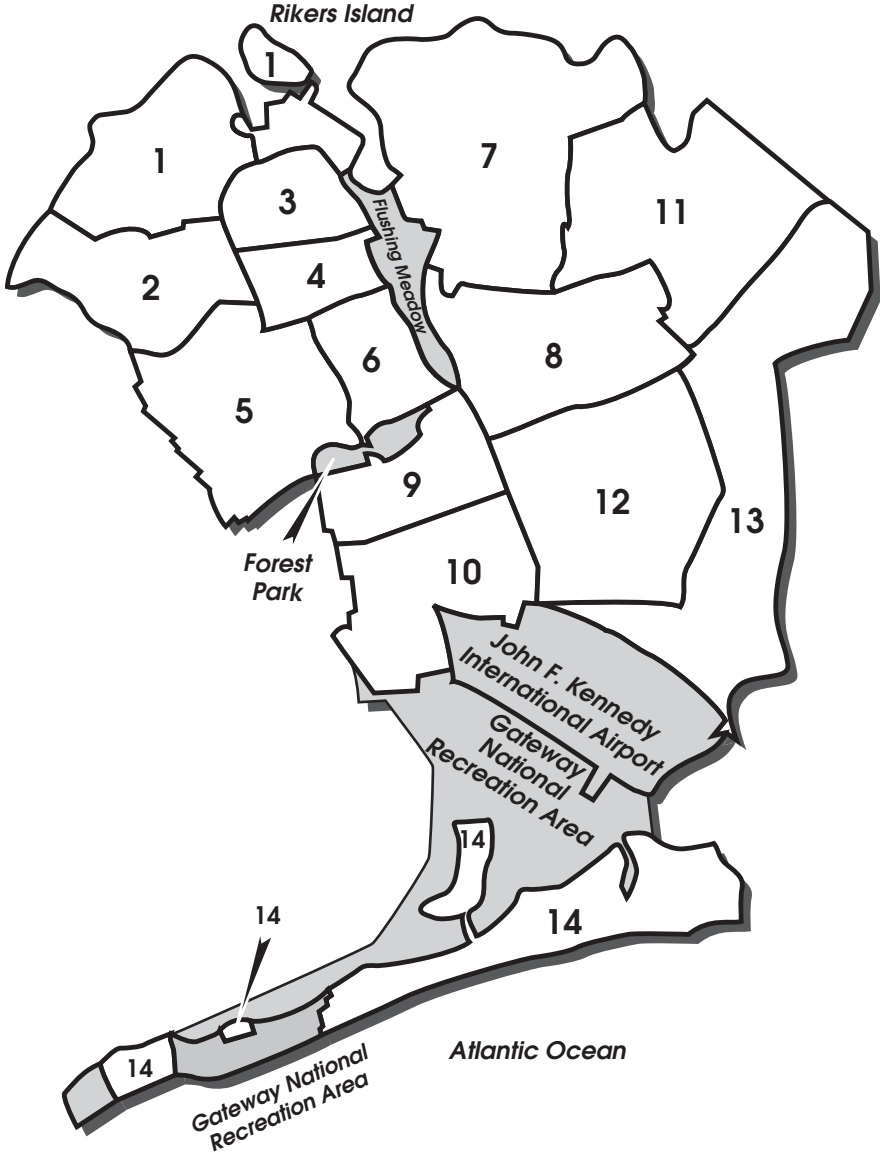 Rikers Island
1
1
7
3
11
Flushing Meadow
4
2
8
6
5
9
12
13
Forest
Park
10
John F. Kennedy
International Airport
Gateway
National
Recreation Area
14
14
14
14
Atlantic Ocean
Gateway National
Recreation Area